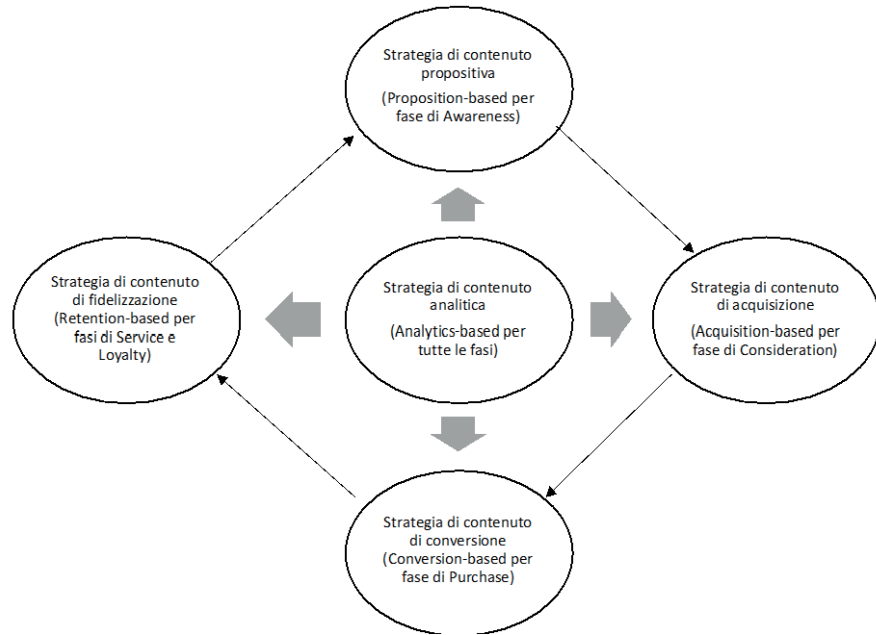 Strategia di contenuto
propositiva
(Proposition-based per
fase di Awareness)
Strategia di contenuto
di fidelizzazione
(Retention-based per
fasi di Service e
Loyalty)
Strategia di contenuto
analitica
(Analytics-based per
tutte le fasi)
Strategia di contenuto
di acquisizione
(Acquisition-based per
fase di Consideration)
Strategia di contenuto
di conversione
(Conversion-based per
fase di Purchase)